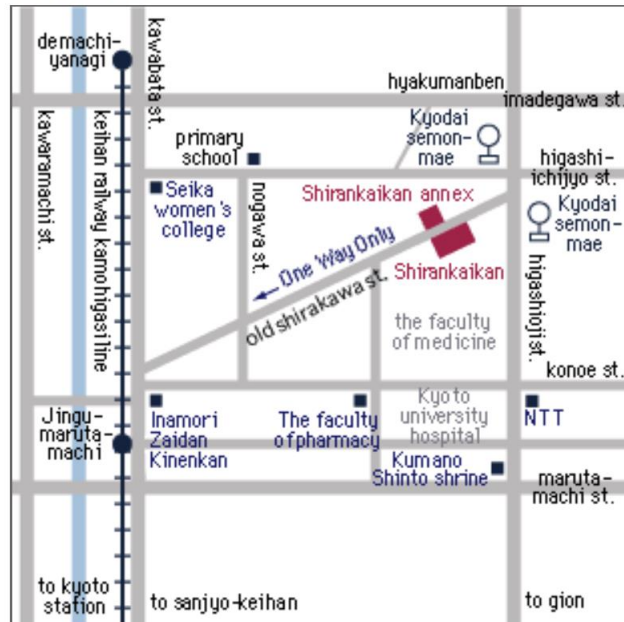 demachi-
yanagi
kawabata st.
hyakumanben
imadegawa st.
kawaramachi st.
keihan railway kamohigasi line
primary
school
Kyodai
semon-
mae
higashi-
ichijyo st.
Seika
women's
college
nogawa st.
Shirankaikan annex
Kyodai
semon-
mae
One Way Only
Shirankaikan
old shirakawa st.
higashioji st.
the faculty
of medicine
konoe st.
Jingu-
maruta-
machi
Inamori
Zaidan
Kinenkan
The faculty
of pharmacy
Kyoto
university
hospital
NTT
Kumano
Shinto shrine
maruta-
machi st.
to kyoto
station
to sanjyo-keihan
to gion